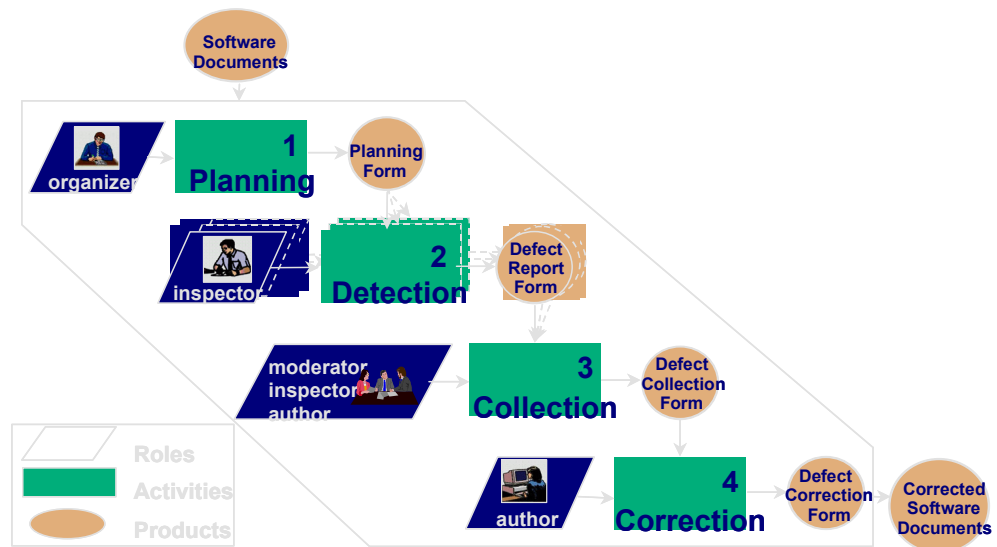 Software
Documents
organizer
1
Planning
Planning
Form
inspector
2
Detection
Defect
Report
Form
moderator
inspector
author
3
Collection
Defect
Collection
Form
author
4
Correction
Defect
Correction
Form
Corrected
Software
Documents
Roles
Activities
Products